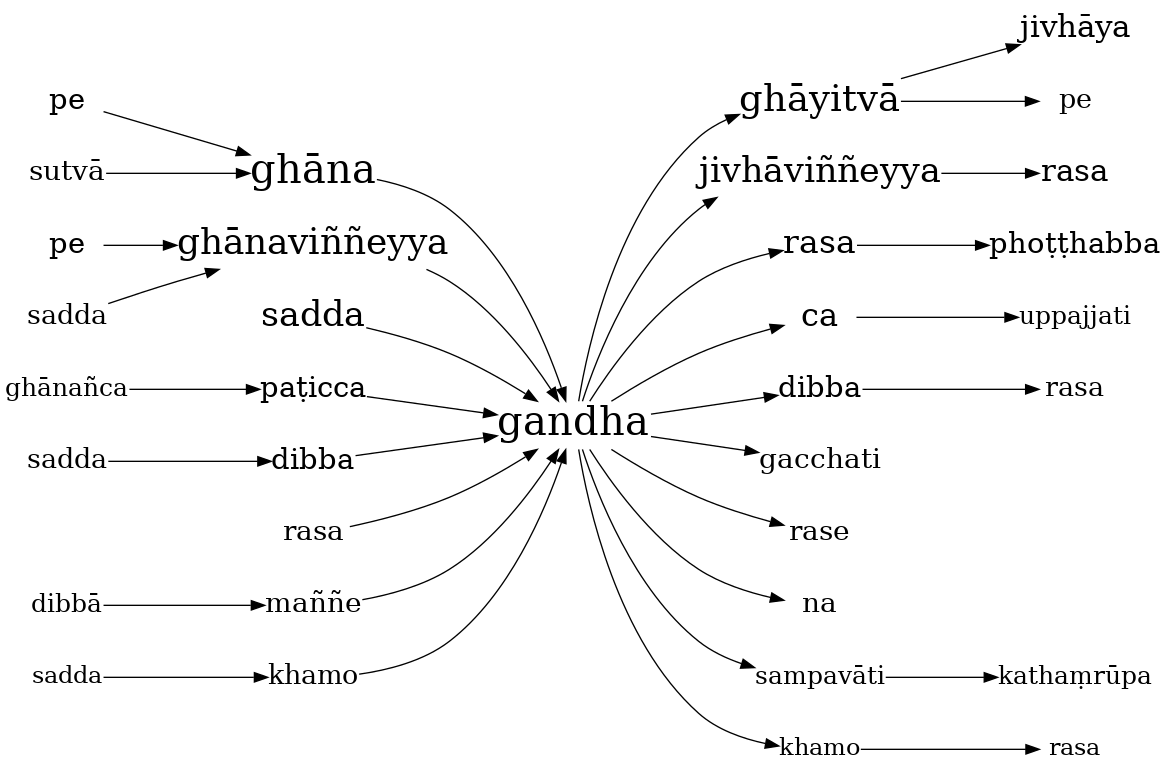 jivhāya
pe ghāyitvā pe
sutvā ghāna jivhāviññeyya rasa
pe ghānaviññeyya rasa phoṭṭhabba
sadda sadda ca uppajjati
ghānañca paṭicca dibba rasa
gandha
sadda dibba gacchati
rasa rase
dibbā maññe na
sadda khamo sampavāti kathaṃrūpa
khamo rasa